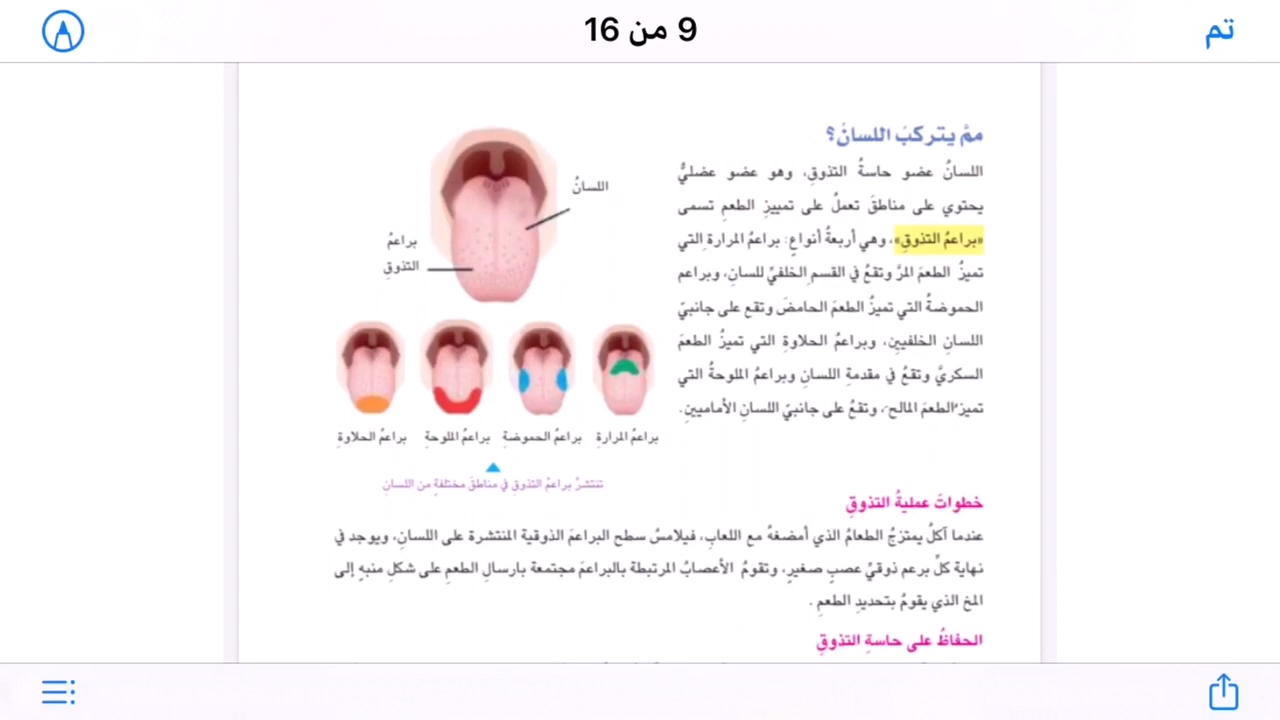 9 من 16
تم
ممَّ يتركبُ اللسانُ؟
اللسانُ عضو حاسةُ التذوقِ، وهو عضو عضليٌّ
يحتوي على مناطقَ تعملُ على تمييزِ الطعمِ تسمى
«براعمُ التذوقِ»، وهي أربعةُ أنواعٍ: براعمُ المرارة التي
تميزُ الطعمَ المرَّ وتقعُ في القسمِ الخلفيِّ للسانِ، وبراعم
الحموضةُ التي تميزُ الطعمَ الحامضَ وتقع على جانبيّ
اللسانِ الخلفيينِ، وبراعمُ الحلاوةِ التي تميزُ الطعمَ
السكريَّ وتقعُ في مقدمةِ اللسانِ وبراعمُ الملوحةُ التي
تميز الطعمَ المالح، وتقعُ على جانبيّ اللسانِ الأماميينِ.
اللسانُ
براعمُ
التذوقِ
براعمُ المرارةِ
براعمُ الحموضةِ
براعمُ الملوحةِ
براعمُ الحلاوةِ
تنتشرُ براعمُ التذوقِ في مناطقَ مختلفةٍ من اللسانِ
خطواتُ عمليةُ التذوقِ
عندما آكلُ يمتزجُ الطعامُ الذي أمضغهُ مع اللعابِ، فيلامسُ سطح البراعمَ الذوقية المنتشرة على اللسانِ، ويوجد في
نهاية كلِّ برعم ذوقيِّ عصبٍ صغيرٍ، وتقومُ الأعصابُ المرتبطة بالبراعمَ مجتمعة بارسالِ الطعمِ على شكلِ منبهٍ إلى
المخ الذي يقومُ بتحديدِ الطعمِ .
الحفاظُ على حاسةِ التذوقِ